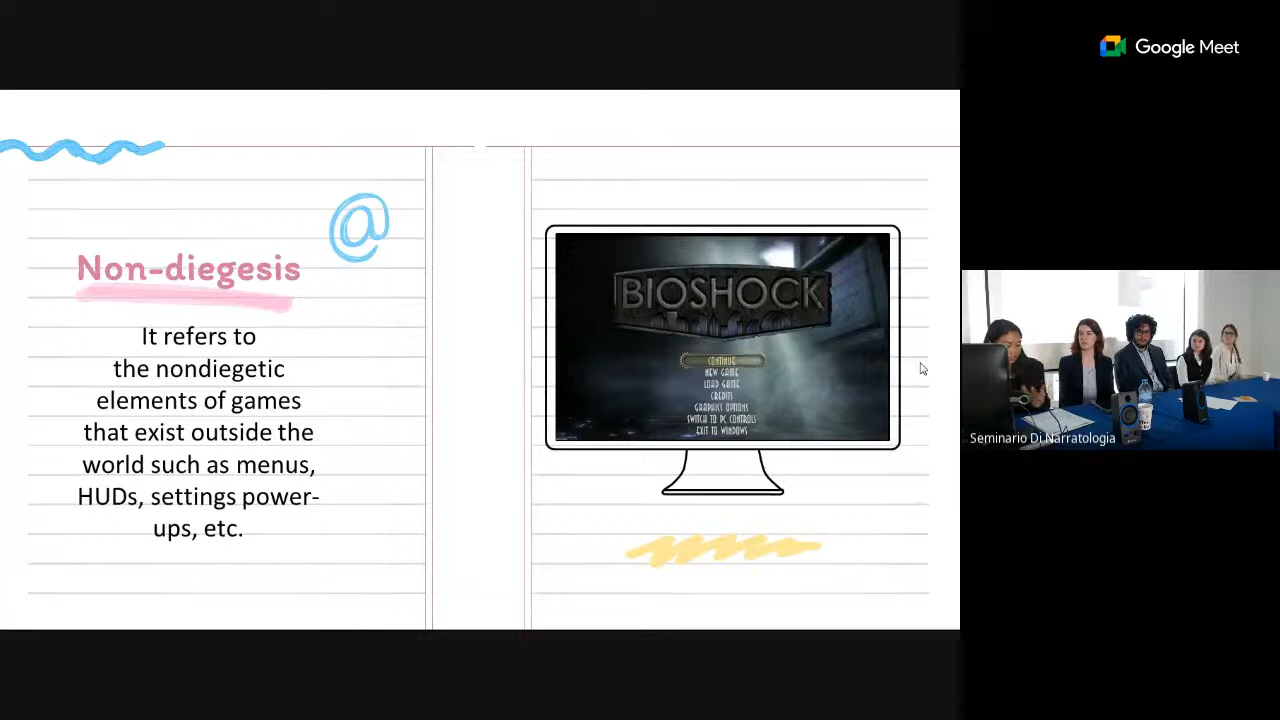 Google Meet
@
Non-diegesis
It refers to
the nondiegetic
elements of games
that exist outside the
world such as menus,
HUDs, settings power-
ups, etc.
BIOSHOCK
CONTINUE
NEW GAME
LOAD GAME
CREDITS
GRAPHICS OPTIONS
SWITCH TO PC CONTROLS
EXIT TO WINDOWS
Seminario Di Narratologia